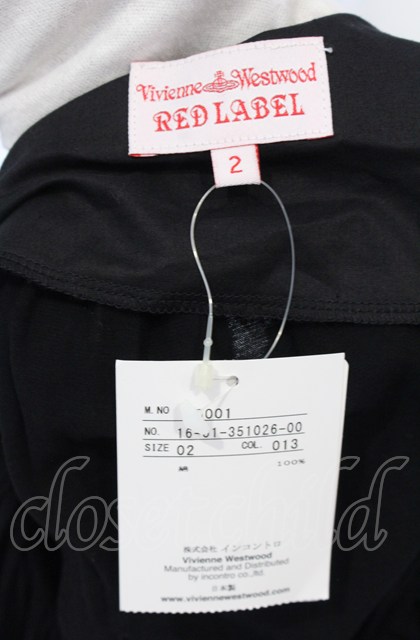 Vivienne Westwood
RED LABEL
2
M. NO 001
NO. 16-01-351026-00
SIZE 02 COL. 013
100%
株式会社 インコントロ
Vivienne Westwood
Manufactured and Distributed
by incontro co.,ltd.
日本製
www.viviennewestwood.com